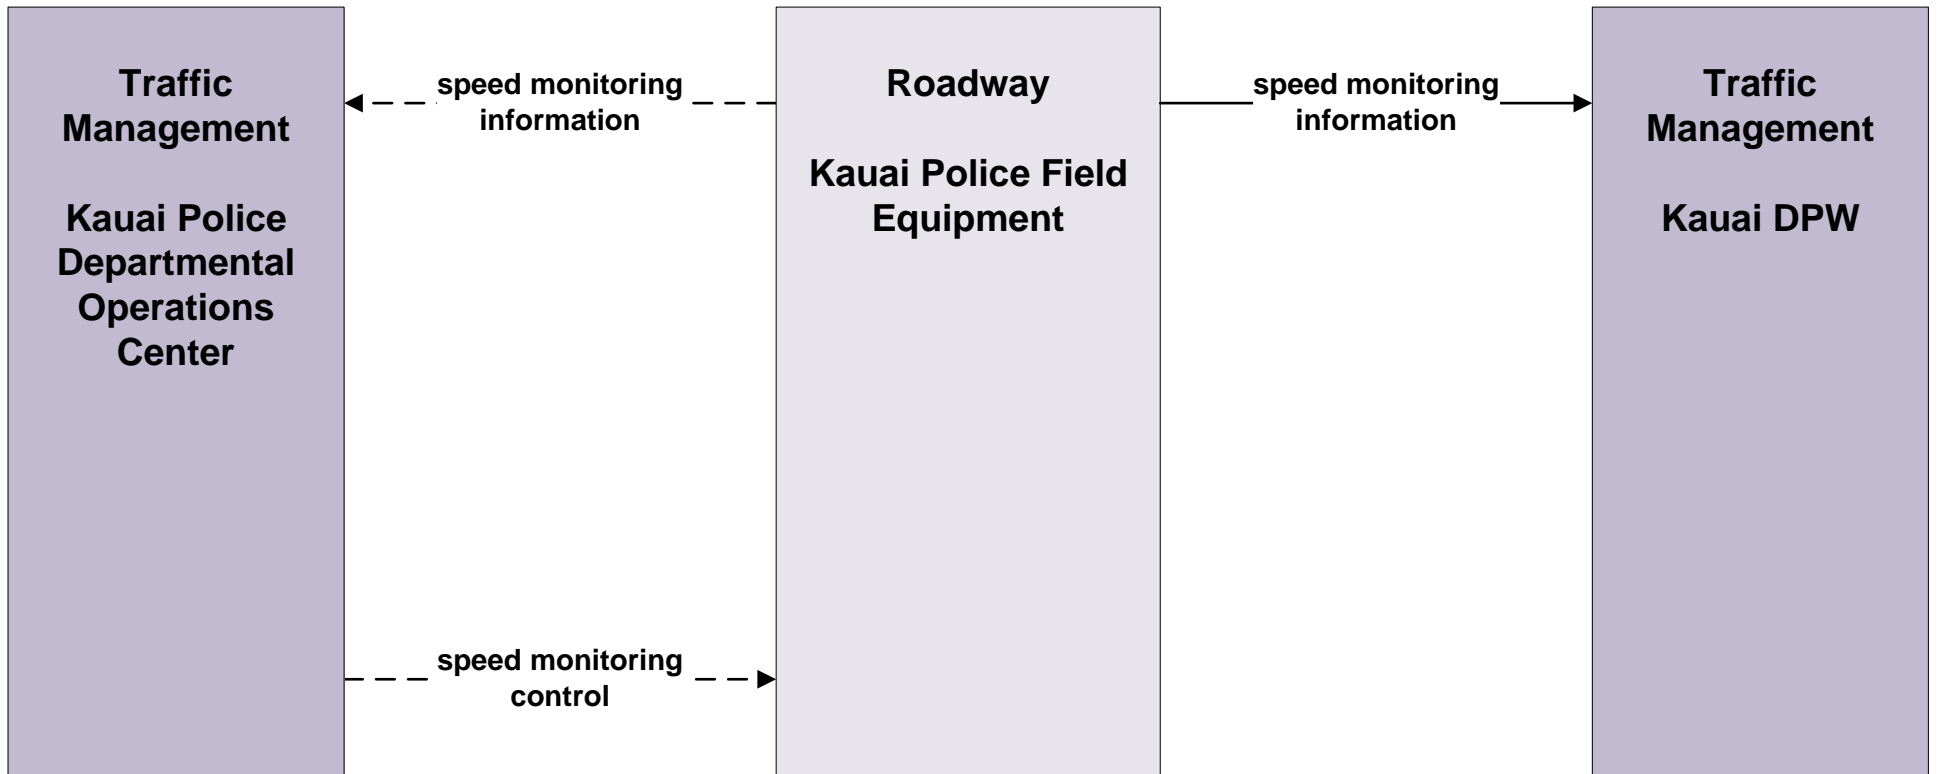 Traffic
Management
Kauai Police
Departmental
Operations
Center
speed monitoring
information
Roadway
Kauai Police Field
Equipment
speed monitoring
information
Traffic
Management
Kauai DPW
speed monitoring
control